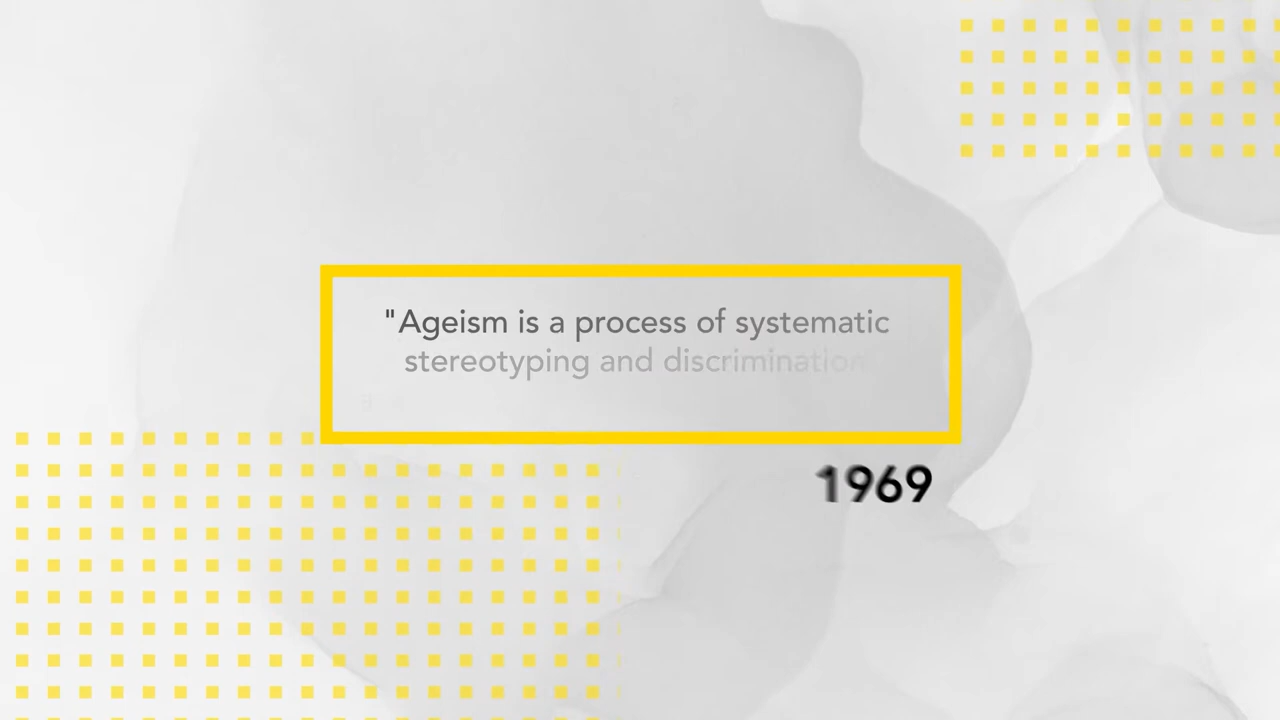 "Ageism is a process of systematic
stereotyping and discrimination
1969